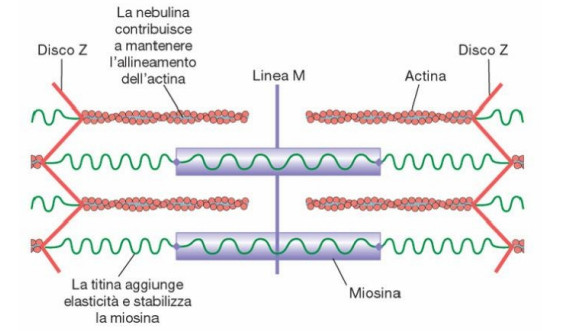 La nebulina
contribuisce
a mantenere
l'allineamento
dell'actina
Disco Z
Linea M
Actina
Disco Z
La titina aggiunge
elasticità e stabilizza
la miosina
Miosina